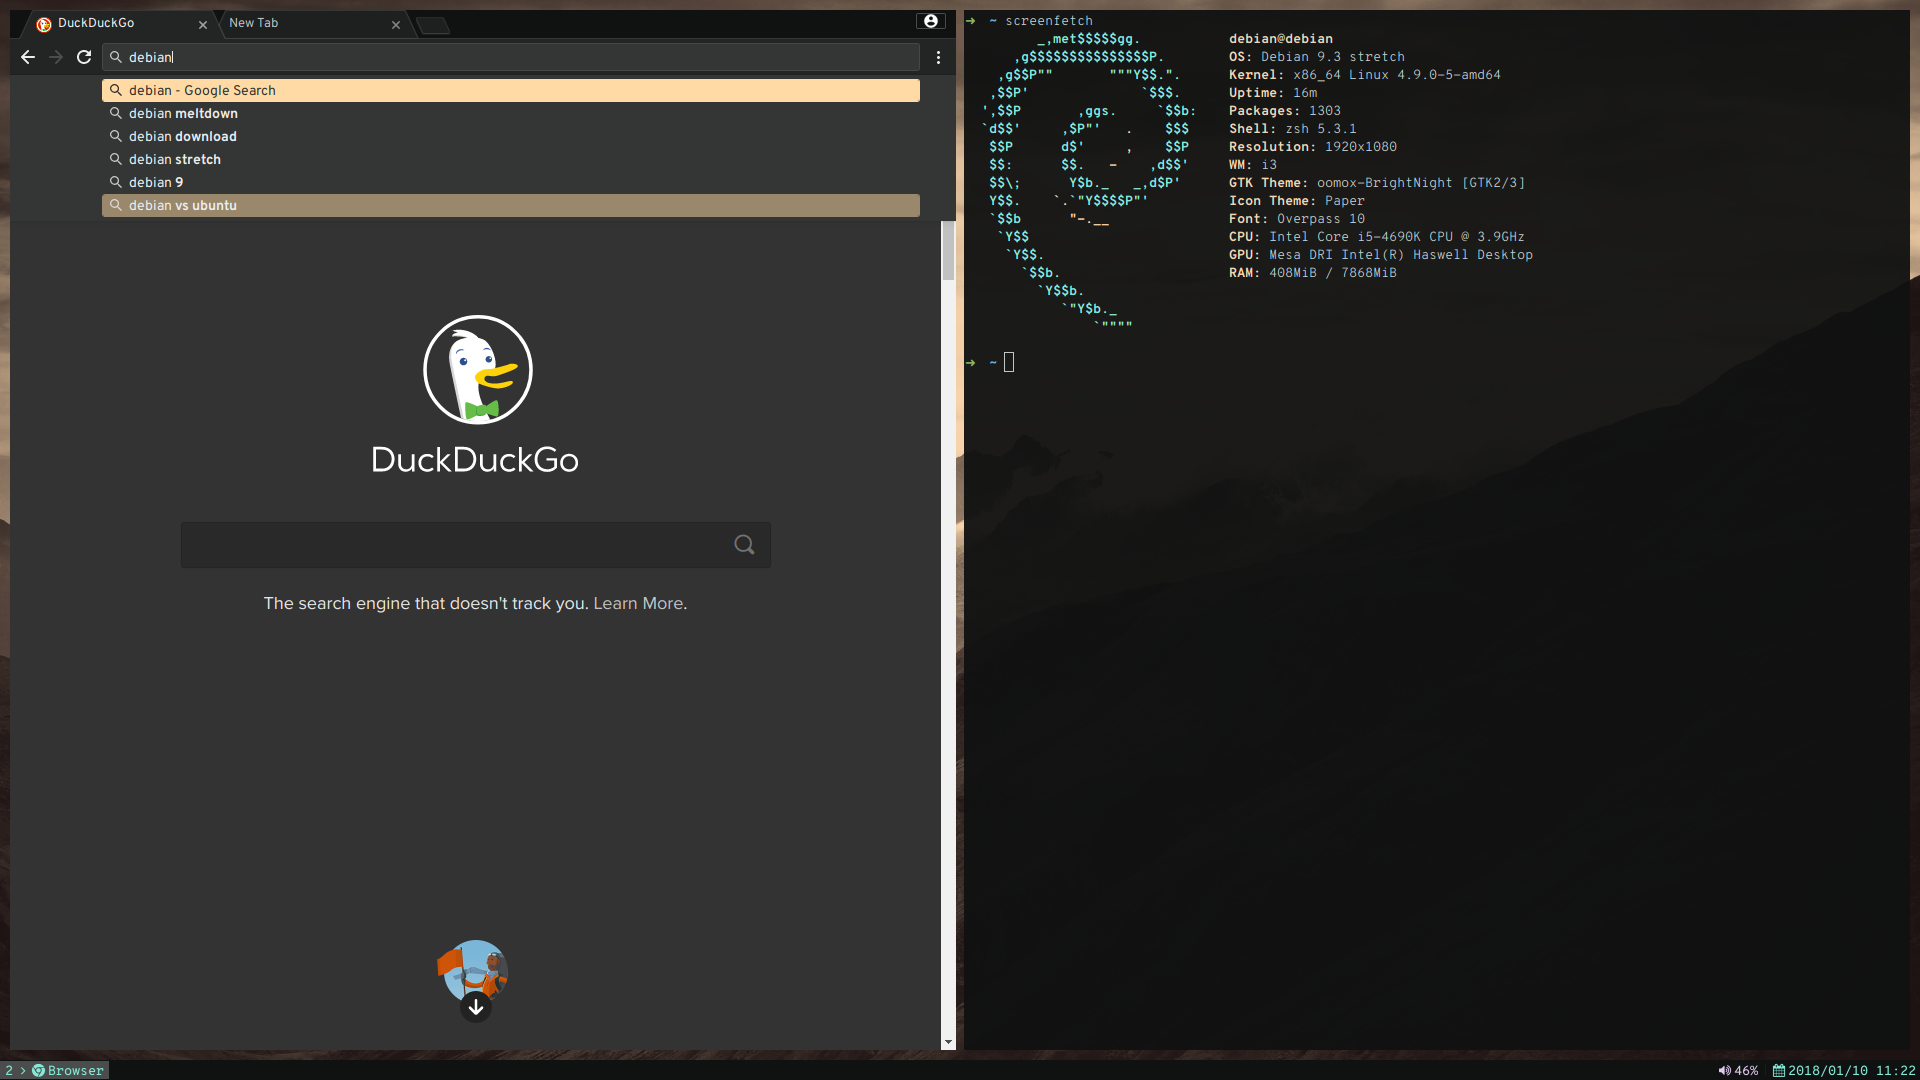 DuckDuckGo
New Tab
debian
debian - Google Search
debian meltdown
debian download
debian stretch
debian 9
debian vs ubuntu
DuckDuckGo
The search engine that doesn't track you. Learn More.
➜ ~ screenfetch
       _,met$$$$$gg.
    ,g$$$$$$$$$$$$$$$P.
  ,g$$P""       """Y$$.".
 ,$$P'              `$$$.
',$$P       ,ggs.     `$$b:
`d$$'     ,$P"'   .    $$$
 $$P      d$'     ,    $$P
 $$:      $$.   -    ,d$$'
 $$\;      Y$b._   _,d$P'
 Y$$.    `.`"Y$$$$P"'
 `$$b      "-.__
  `Y$$
   `Y$$.
     `$$b.
       `Y$$b.
          `"Y$b._
              `""""
debian@debian
OS: Debian 9.3 stretch
Kernel: x86_64 Linux 4.9.0-5-amd64
Uptime: 16m
Packages: 1303
Shell: zsh 5.3.1
Resolution: 1920x1080
WM: i3
GTK Theme: oomox-BrightNight [GTK2/3]
Icon Theme: Paper
Font: Overpass 10
CPU: Intel Core i5-4690K CPU @ 3.9GHz
GPU: Mesa DRI Intel(R) Haswell Desktop
RAM: 408MiB / 7868MiB
➜ ~
2 > Browser
46%
2018/01/10 11:22